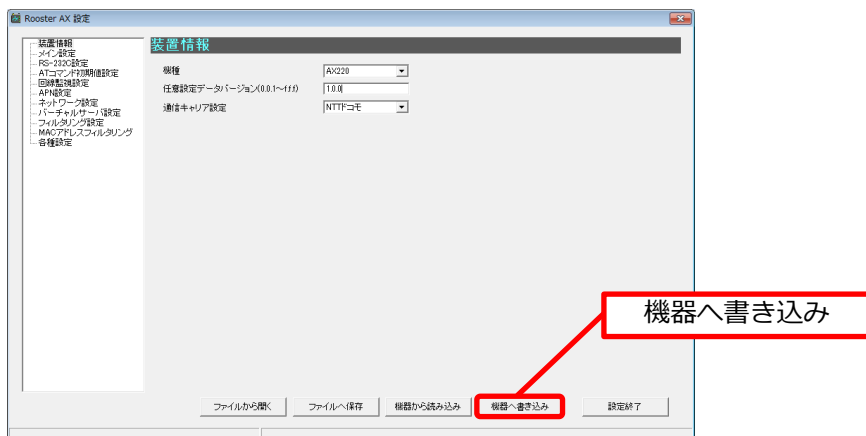 Rooster AX 設定
装置情報
メイン設定
RS-232C設定
ATコマンド初期値設定
回線監視設定
APN設定
ネットワーク設定
バーチャルサーバ設定
フィルタリング設定
MACアドレスフィルタリング
各種設定
装置情報
機種
AX220
任意設定データバージョン(0.0.1～f.f.f)
1.0.0
通信キャリア設定
NTTドコモ
機器へ書き込み
ファイルから開く
ファイルへ保存
機器から読み込み
機器へ書き込み
設定終了